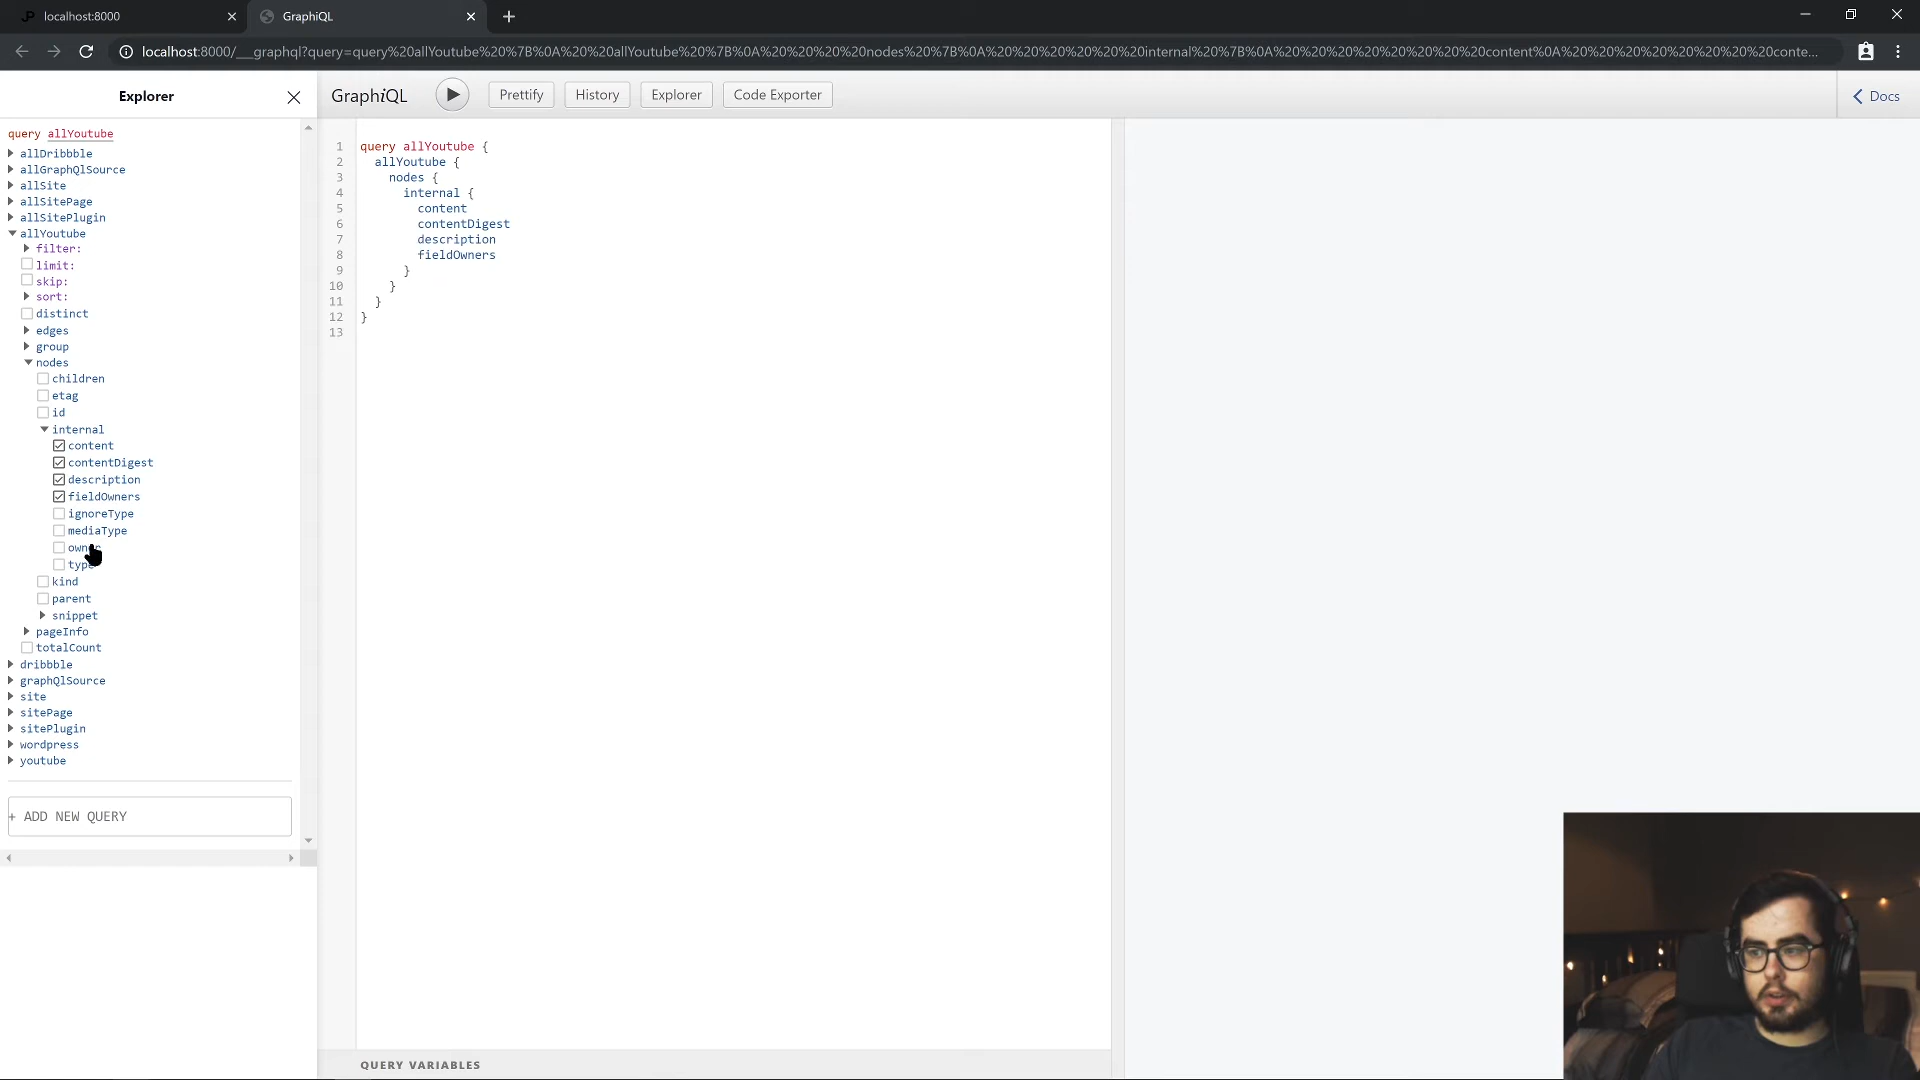 localhost:8000
GraphiQL
localhost:8000/___graphql?query=query%20allYoutube%20%7B%0A%20%20allYoutube%20%7B%0A%20%20%20%20nodes%20%7B%0A%20%20%20%20%20%20internal%20%7B%0A%20%20%20%20%20%20%20%20content%0A%20%20%20%20%20%20%20%20conte...
Explorer
GraphiQL
Prettify
History
Explorer
Code Exporter
Docs
query allYoutube
allDribbble
allGraphQlSource
allSite
allSitePage
allSitePlugin
allYoutube
filter:
limit:
skip:
sort:
distinct
edges
group
nodes
children
etag
id
internal
content
contentDigest
description
fieldOwners
ignoreType
mediaType
kind
parent
snippet
pageInfo
totalCount
dribbble
graphQlSource
site
sitePage
sitePlugin
wordpress
youtube
+ ADD NEW QUERY
1 query allYoutube {
2 allYoutube {
3 nodes {
4 internal {
5 content
6 contentDigest
7 description
8 fieldOwners
9 }
10 }
11 }
12 }
13
QUERY VARIABLES